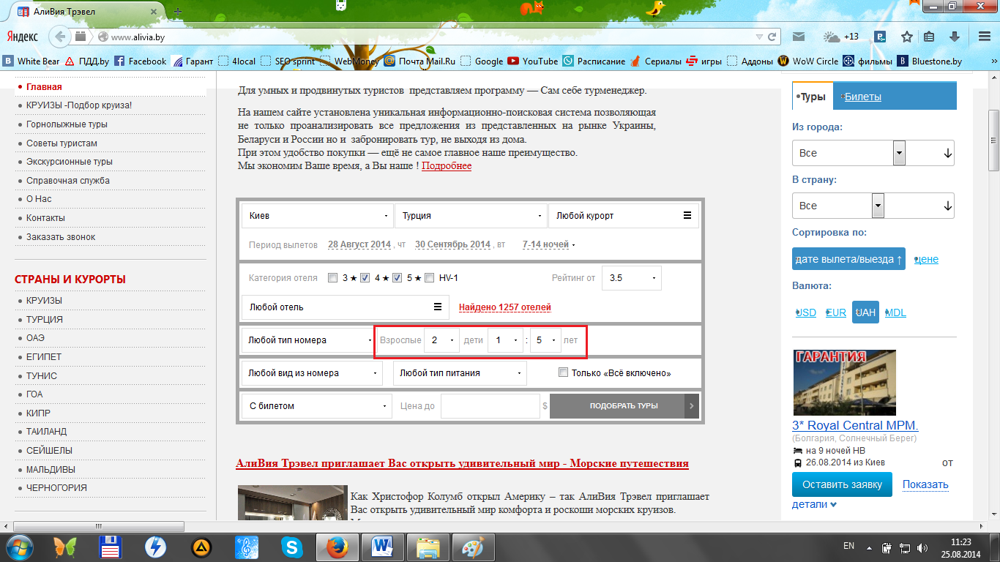 АлиВия Трэвел
Яндекс
www.alivia.by
+13
White Bear
ПДД.by
Facebook
Гарант
4local
SEO sprint
WebMoney
Почта Mail.Ru
Google
YouTube
Расписание
Сериалы
игры
Аддоны
WoW Circle
фильмы
Bluestone.by
Главная
КРУИЗЫ -Подбор круиза!
Горнолыжные туры
Советы туристам
Экскурсионные туры
Справочная служба
О Нас
Контакты
Заказать звонок
СТРАНЫ И КУРОРТЫ
КРУИЗЫ
ТУРЦИЯ
ОАЭ
ЕГИПЕТ
ТУНИС
ГОА
КИПР
ТАИЛАНД
СЕЙШЕЛЫ
МАЛЬДИВЫ
ЧЕРНОГОРИЯ
Для умных и продвинутых туристов представляем программу — Сам себе турменеджер.
На нашем сайте установлена уникальная информационно-поисковая система позволяющая
не только проанализировать все предложения из представленных на рынке Украины,
Беларуси и России но и забронировать тур, не выходя из дома.
При этом удобство покупки — ещё не самое главное наше преимущество.
Мы экономим Ваше время, а Вы наше ! Подробнее
Киев Турция Любой курорт
Период вылетов 28 Август 2014 , чт 30 Сентябрь 2014 , вт 7-14 ночей
Категория отеля 3 ★ 4 ★ 5 ★ HV-1 Рейтинг от 3.5
Любой отель Найдено 1257 отелей
Любой тип номера Взрослые 2 дети 1 : 5 лет
Любой вид из номера Любой тип питания Только «Всё включено»
С билетом Цена до $ ПОДОБРАТЬ ТУРЫ
АлиВия Трэвел приглашает Вас открыть удивительный мир - Морские путешествия
Как Христофор Колумб открыл Америку – так АлиВия Трэвел приглашает
Вас открыть удивительный мир комфорта и роскоши морских круизов.
Туры Билеты
Из города:
Все
В страну:
Все
Сортировка по:
дате вылета/выезда ↑ цене
Валюта:
USD EUR UAH MDL
ГАРАНТИЯ
3* Royal Central MPM.
(Болгария, Солнечный Берег)
на 9 ночей HB
26.08.2014 из Киев от
Оставить заявку Показать
детали
EN
11:23
25.08.2014